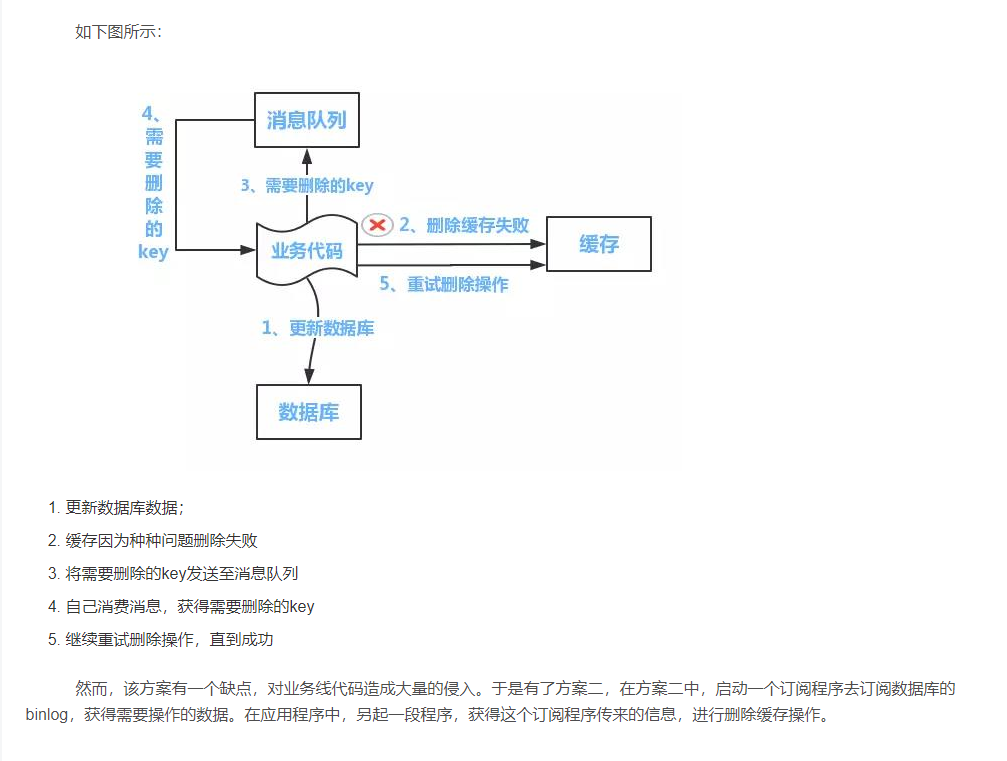 如下图所示：
消息队列
4、需要删除的key
3、需要删除的key
2、删除缓存失败
业务代码
缓存
5、重试删除操作
1、更新数据库
数据库
1. 更新数据库数据；
2. 缓存因为种种问题删除失败
3. 将需要删除的key发送至消息队列
4. 自己消费消息，获得需要删除的key
5. 继续重试删除操作，直到成功
然而，该方案有一个缺点，对业务线代码造成大量的侵入。于是有了方案二，在方案二中，启动一个订阅程序去订阅数据库的
binlog，获得需要操作的数据。在应用程序中，另起一段程序，获得这个订阅程序传来的信息，进行删除缓存操作。